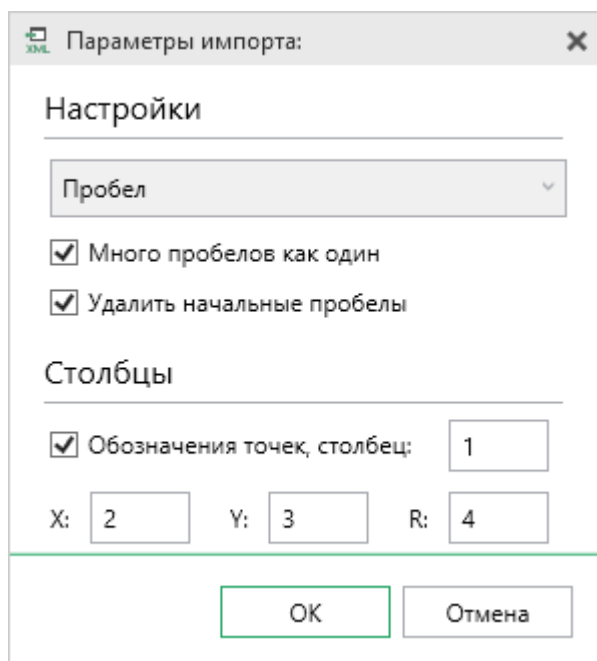 XML Параметры импорта:
Настройки
Пробел
Много пробелов как один
Удалить начальные пробелы
Столбцы
Обозначения точек, столбец: 1
X: 2 Y: 3 R: 4
OK Отмена